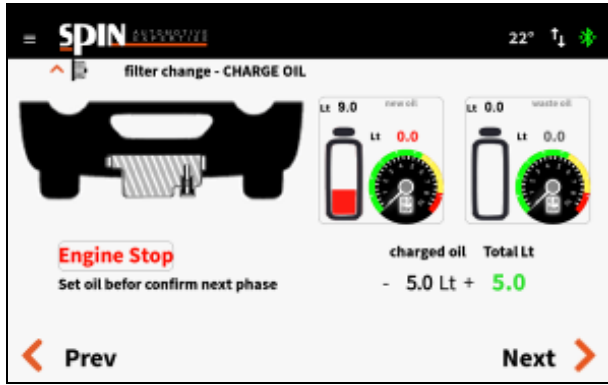 ≡ SPIN AUTOMOTIVE EXPERTISE 22°
filter change - CHARGE OIL
Lt 9.0 new oil
Lt 0.0
Lt 0.0 waste oil
Lt 0.0
Engine Stop
charged oil Total Lt
Set oil befor confirm next phase
- 5.0 Lt + 5.0
Prev
Next